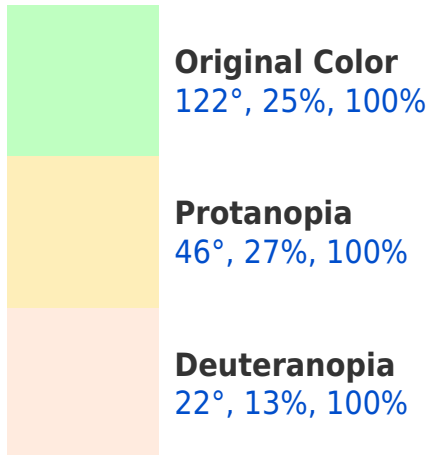 Original Color
122°, 25%, 100%
Protanopia
46°, 27%, 100%
Deuteranopia
22°, 13%, 100%